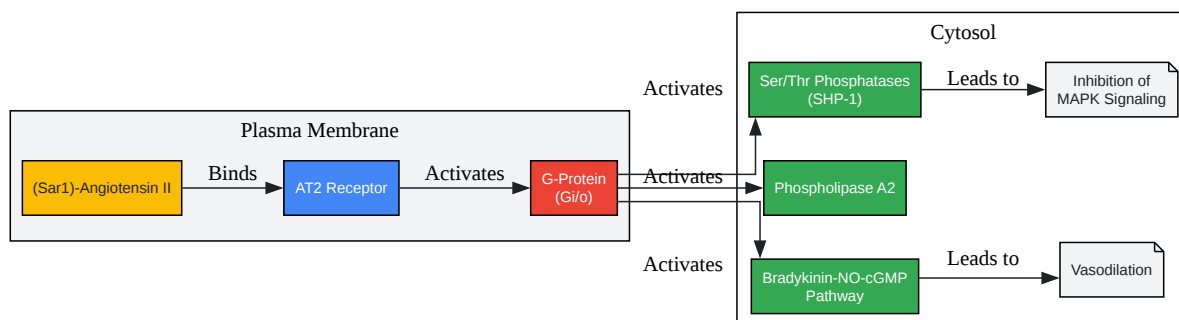 Cytosol
Activates
Ser/Thr Phosphatases
(SHP-1)
Leads to
Inhibition of
MAPK Signaling
Plasma Membrane
(Sar1)-Angiotensin II
Binds
AT2 Receptor
Activates
G-Protein
(Gi/o)
Activates
Phospholipase A2
Activates
Bradykinin-NO-cGMP
Pathway
Leads to
Vasodilation